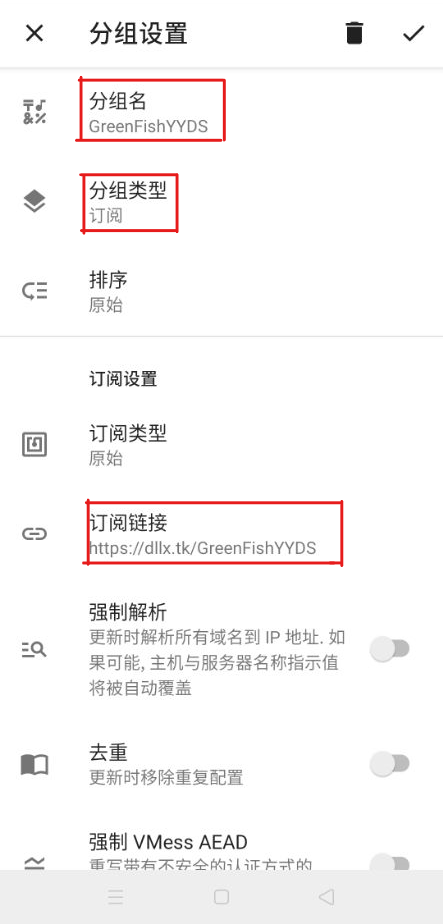 分组设置
分组名
GreenFishYYDS
分组类型
订阅
排序
原始
订阅设置
订阅类型
原始
订阅链接
https://dllx.tk/GreenFishYYDS
强制解析
更新时解析所有域名到 IP 地址. 如
果可能, 主机与服务器名称指示值
将被自动覆盖
去重
更新时移除重复配置
强制 VMess AEAD
重写带有不安全的认证方式的